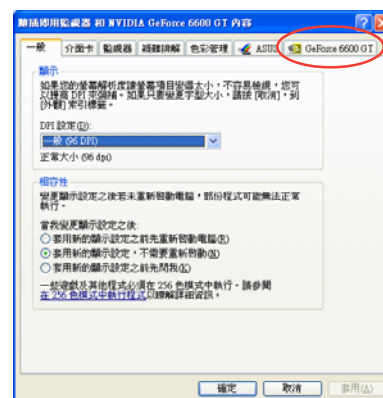 隨插即用監視器 和 NVIDIA GeForce 6600 GT 內容
一般 介面卡 監視器 疑難排解 色彩管理 ASUS GeForce 6600 GT
顯示
如果您的螢幕解析度讓螢幕項目變太小，不容易檢視，您可
以提高 DPI 來彌補。如果只要變更字型大小，請按 [取消]，到
[外觀] 索引標籤。
DPI 設定(D):
一般 (96 DPI)
正常大小 (96 dpi)
相容性
變更顯示設定之後若未重新啟動電腦，部份程式可能無法正常
執行。
當我變更顯示設定之後:
套用新的顯示設定之前先重新啟動電腦(R)
套用新的顯示設定，不需要重新啟動(N)
套用新的顯示設定之前先問我(K)
一些遊戲及其他程式必須在 256 色模式中執行。請參閱
在 256 色模式中執行程式以瞭解詳細資訊。
確定 取消 套用(A)